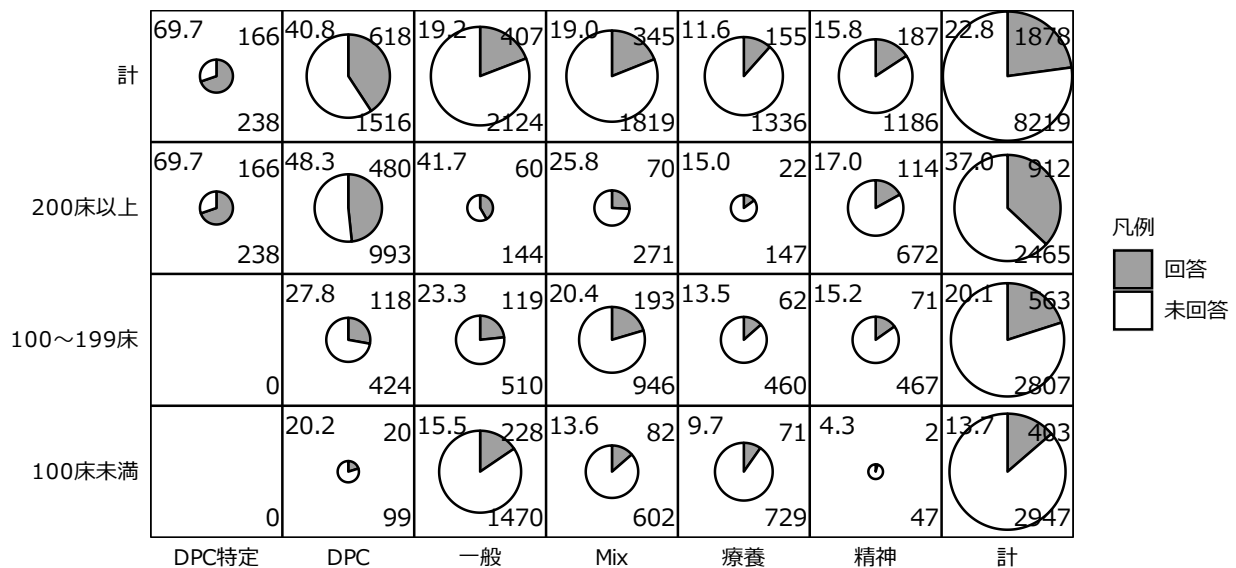 69.7 166 40.8 618 19.2 407 19.0 345 11.6 155 15.8 187 22.8 1878
計
238 1516 2124 1819 1336 1186 8219
69.7 166 48.3 480 41.7 60 25.8 70 15.0 22 17.0 114 37.0 912
200床以上
238 993 144 271 147 672 2465
凡例
回答
未回答
27.8 118 23.3 119 20.4 193 13.5 62 15.2 71 20.1 563
100～199床
0 424 510 946 460 467 2807
20.2 20 15.5 228 13.6 82 9.7 71 4.3 2 13.7 403
100床未満
0 99 1470 602 729 47 2947
DPC特定 DPC 一般 Mix 療養 精神 計